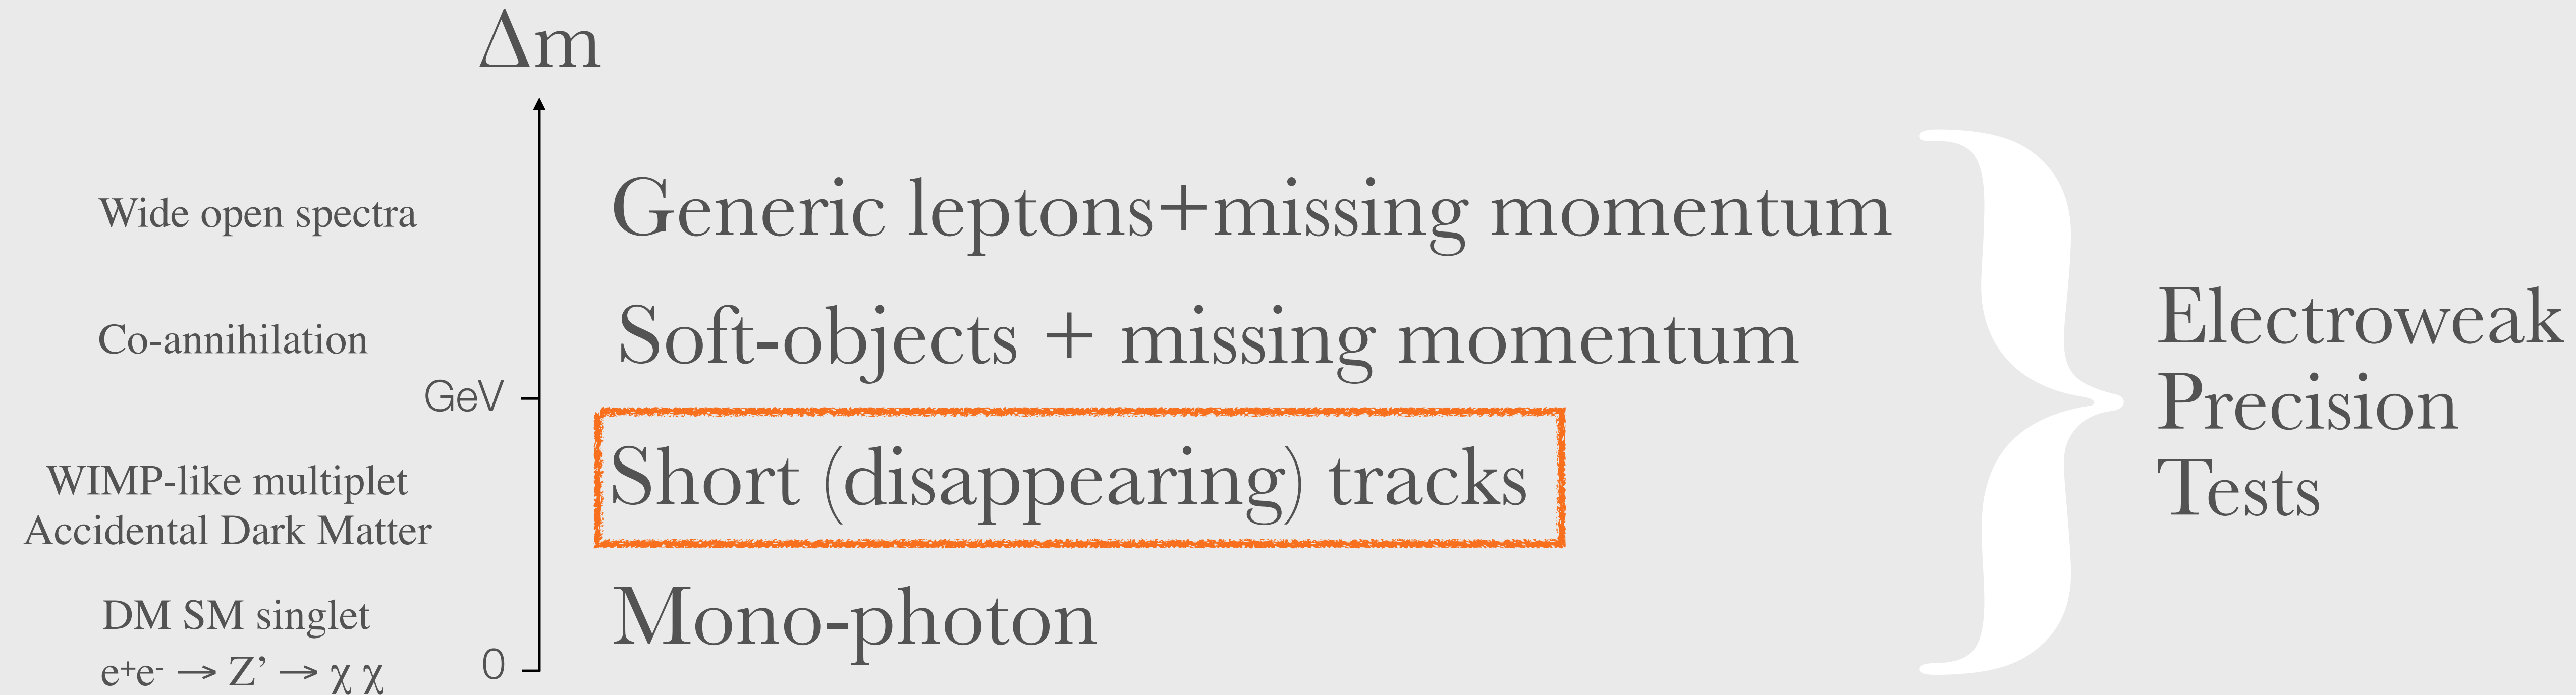 Δm
Wide open spectra
Generic leptons+missing momentum
Co-annihilation
Soft-objects + missing momentum
GeV
WIMP-like multiplet
Accidental Dark Matter
Short (disappearing) tracks
DM SM singlet
e⁺e⁻ → Z’ → χ χ
Mono-photon
0
Electroweak
Precision
Tests